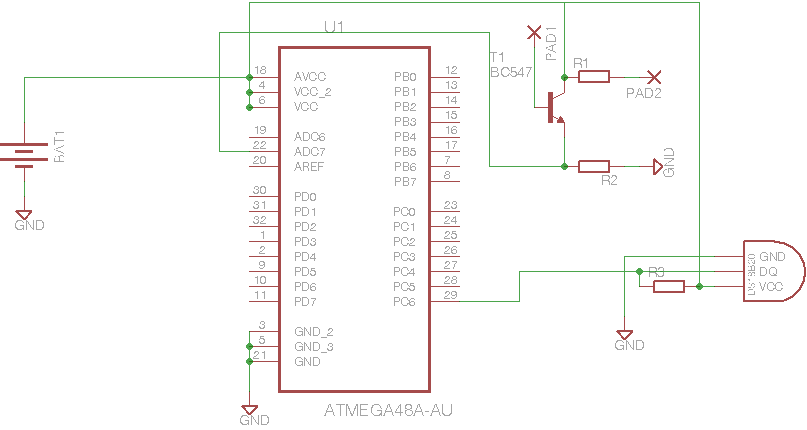 U1
PAD1
T1
BC547
R1
PAD2
18 AVCC PB0 12
4 VCC_2 PB1 13
6 VCC PB2 14
PB3 15
19 ADC6 PB4 16
22 ADC7 PB5 17
20 AREF PB6 7
PB7 8
BAT1
GND
R2
GND
30 PD0
31 PD1 PC0 23
32 PD2 PC1 24
1 PD3 PC2 25
2 PD4 PC3 26
9 PD5 PC4 27
10 PD6 PC5 28
11 PD7 PC6 29
R3
DS18B20
GND
DQ
VCC
3 GND_2
5 GND_3
21 GND
GND
GND
ATMEGA48A-AU